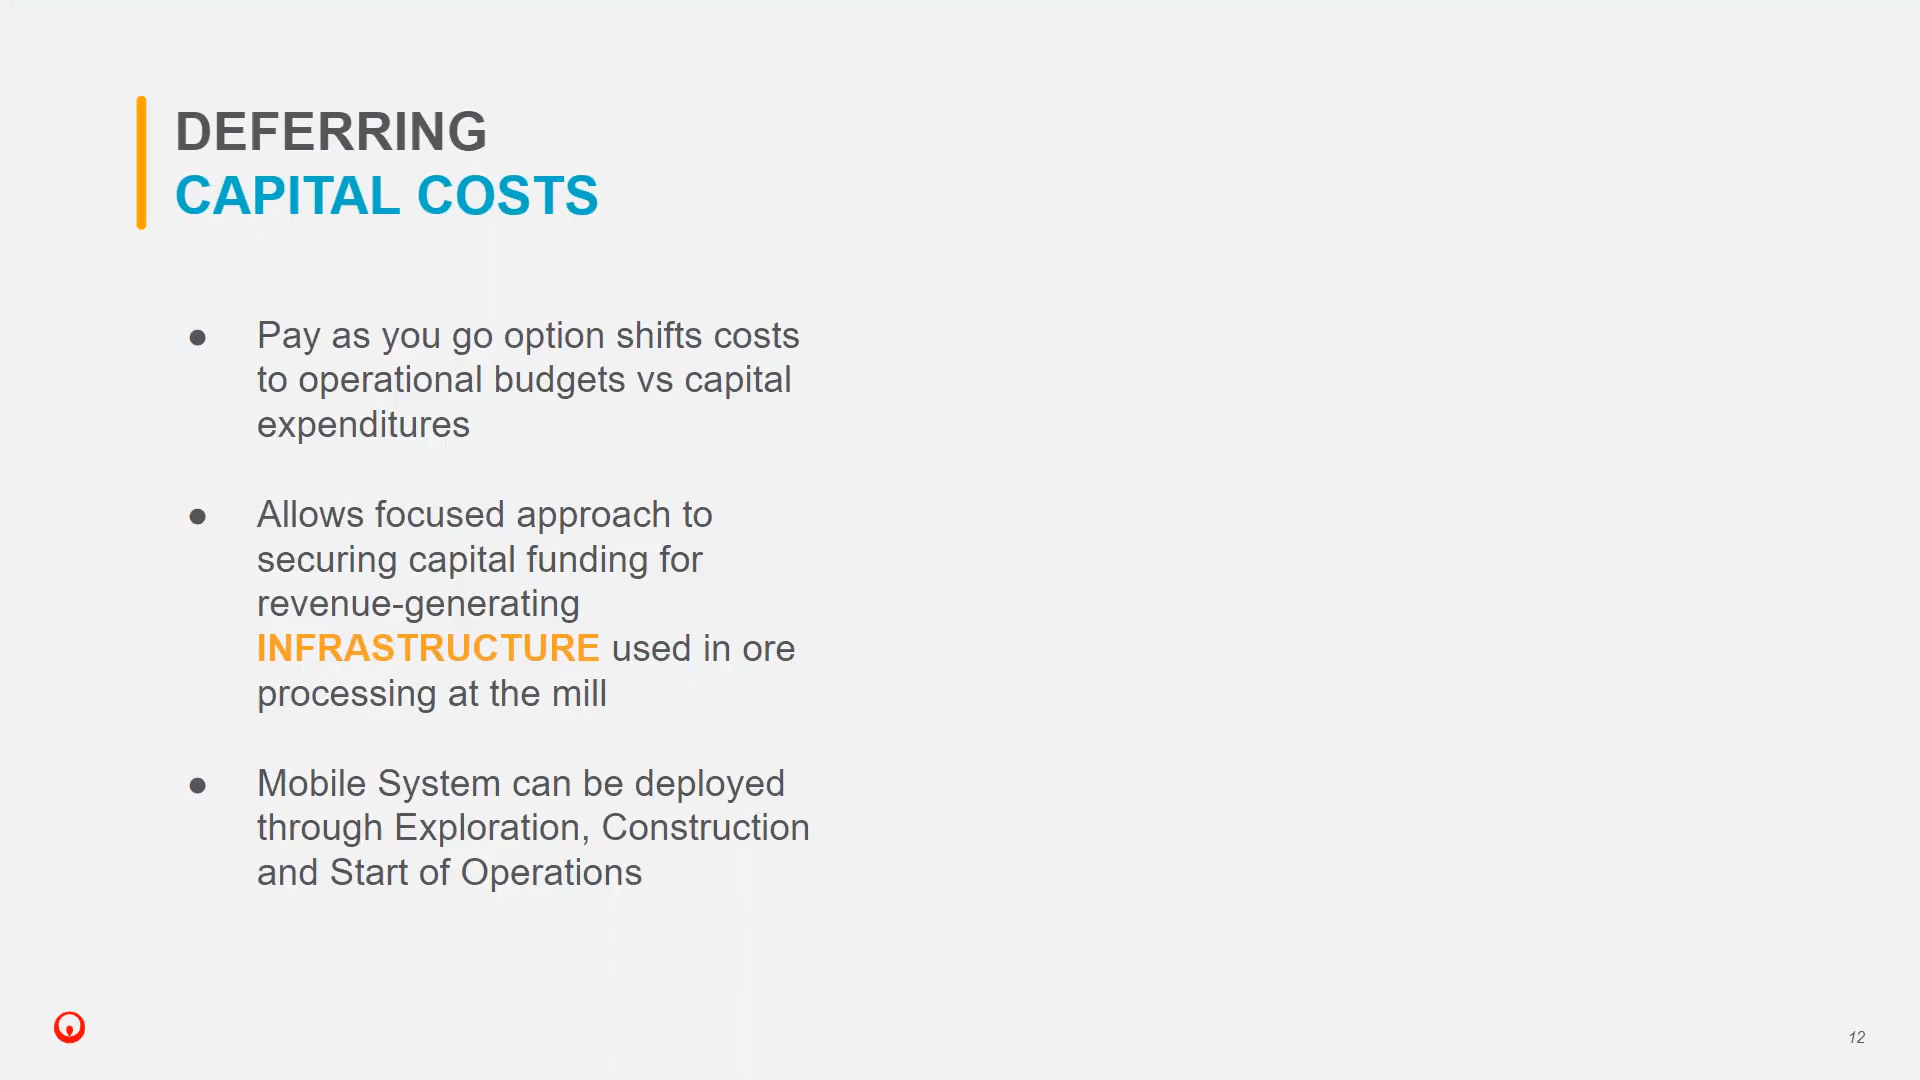 DEFERRING
CAPITAL COSTS
● Pay as you go option shifts costs
to operational budgets vs capital
expenditures
● Allows focused approach to
securing capital funding for
revenue-generating
INFRASTRUCTURE used in ore
processing at the mill
● Mobile System can be deployed
through Exploration, Construction
and Start of Operations
12